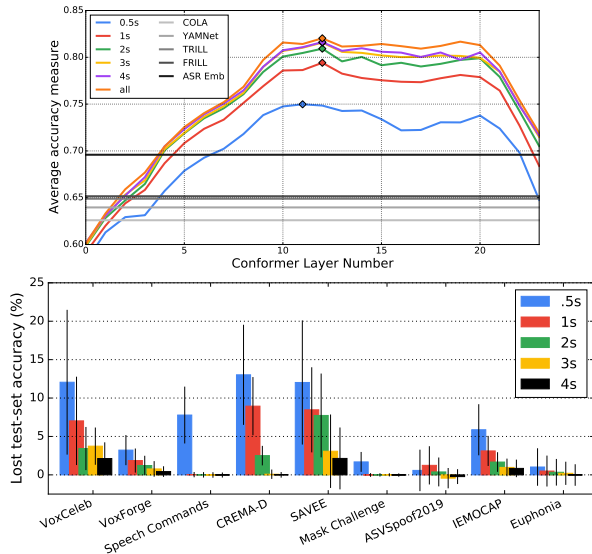 0.85
0.80
0.75
0.70
0.65
0.60
Average accuracy measure
0.5s
1s
2s
3s
4s
all
COLA
YAMNet
TRILL
FRILL
ASR Emb
0 5 10 15 20
Conformer Layer Number
25
20
15
10
5
0
Lost test-set accuracy (%)
.5s
1s
2s
3s
4s
VoxCeleb
VoxForge
Speech Commands
CREMA-D
SAVEE
Mask Challenge
ASVSpoof2019
IEMOCAP
Euphonia